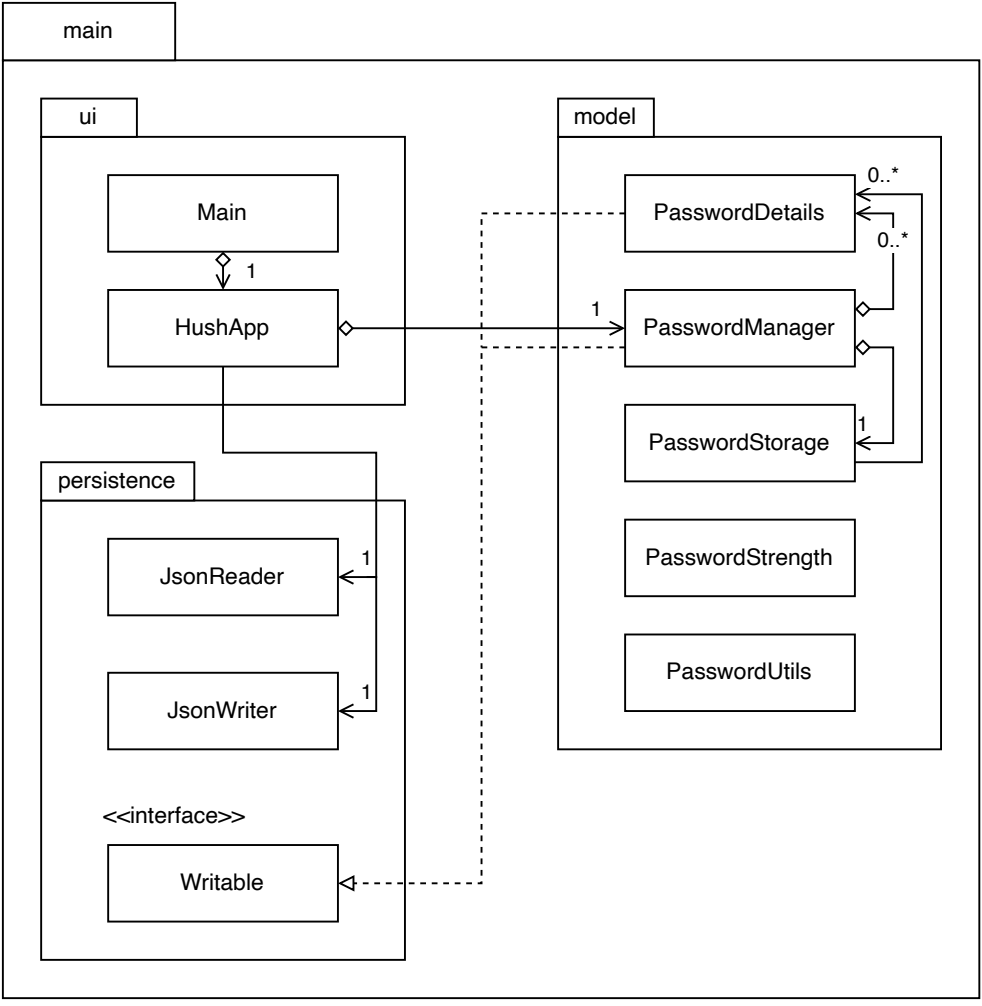 main
ui
model
Main
PasswordDetails
0..*
0..*
1
HushApp
1
PasswordManager
PasswordStorage
1
persistence
PasswordStrength
JsonReader
1
PasswordUtils
JsonWriter
1
<<interface>>
Writable